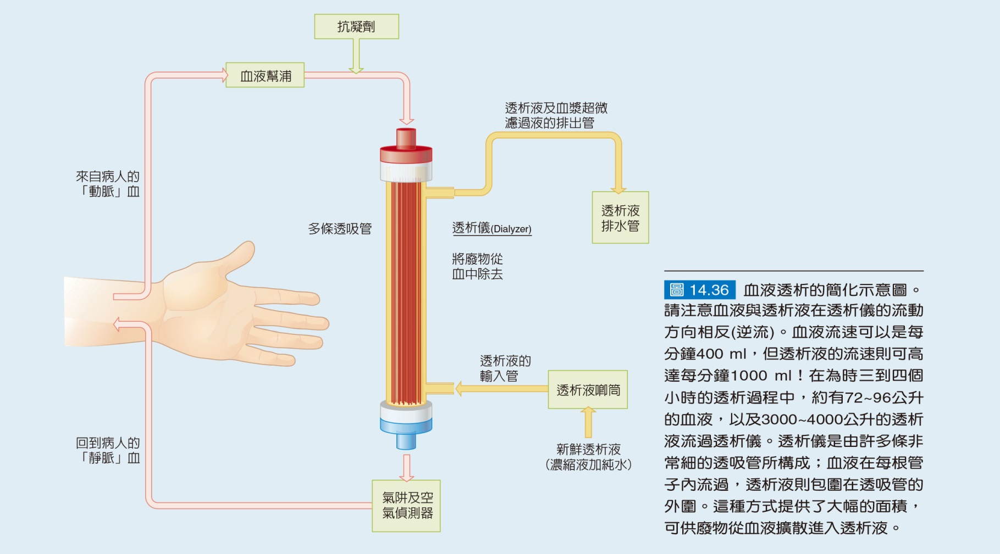 抗凝劑
血液幫浦
透析液及血漿超微
濾過液的排出管
來自病人的
「動脈」血
透析液
排水管
多條透吸管
透析儀(Dialyzer)
將廢物從
血中除去
透析液的
輸入管
透析液唧筒
新鮮透析液
(濃縮液加純水)
回到病人的
「靜脈」血
氣阱及空
氣偵測器
圖 14.36 血液透析的簡化示意圖。
請注意血液與透析液在透析儀的流動
方向相反(逆流)。血液流速可以是每
分鐘400 ml，但透析液的流速則可高
達每分鐘1000 ml！在為時三到四個
小時的透析過程中，約有72~96公升
的血液，以及3000~4000公升的透析
液流過透析儀。透析儀是由許多條非
常細的透吸管所構成；血液在每根管
子內流過，透析液則包圍在透吸管的
外圍。這種方式提供了大幅的面積，
可供廢物從血液擴散進入透析液。